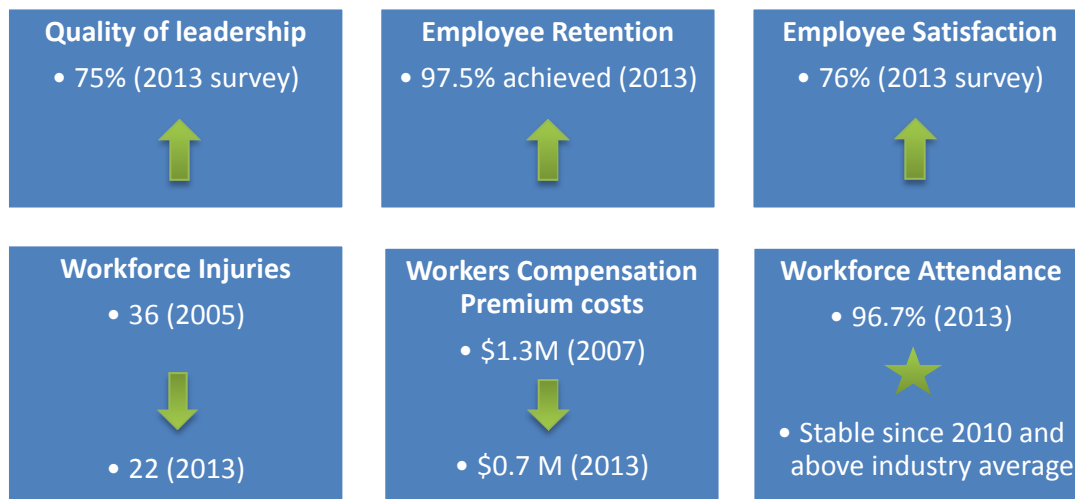 Quality of leadership
• 75% (2013 survey)
Employee Retention
• 97.5% achieved (2013)
Employee Satisfaction
• 76% (2013 survey)
Workforce Injuries
• 36 (2005)
• 22 (2013)
Workers Compensation
Premium costs
• $1.3M (2007)
• $0.7 M (2013)
Workforce Attendance
• 96.7% (2013)
• Stable since 2010 and
above industry average